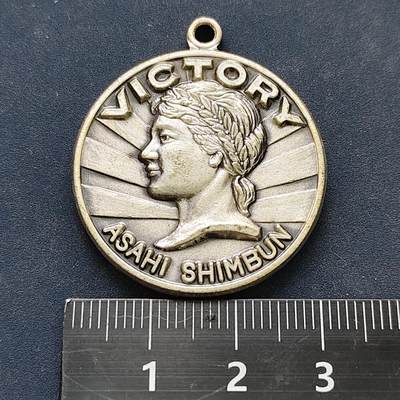 VICTORY
ASAHI SHIMBUN
1 2 3